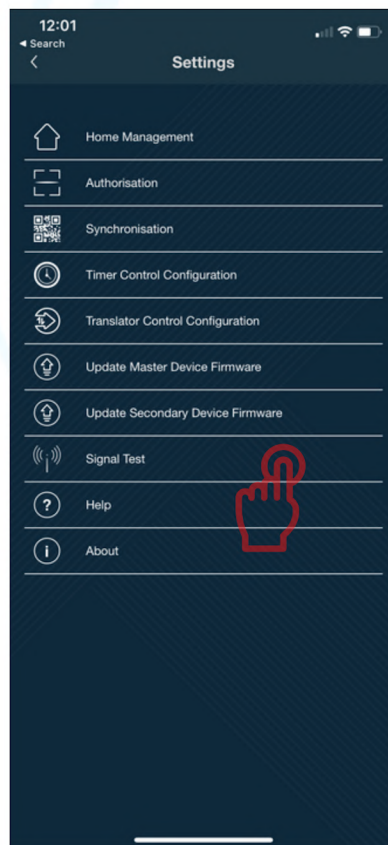 12:01
◄ Search
Settings
Home Management
Authorisation
Synchronisation
Timer Control Configuration
Translator Control Configuration
Update Master Device Firmware
Update Secondary Device Firmware
Signal Test
? Help
i About